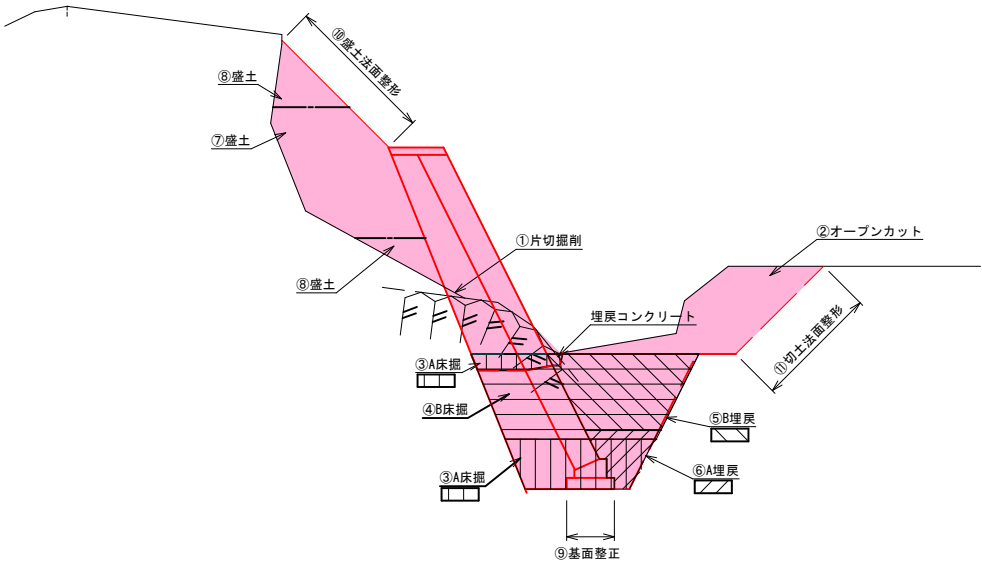 ⑩盛土法面整形
⑧盛土
⑦盛土
①片切掘削
②オープンカット
⑧盛土
埋戻コンクリート
⑪切土法面整形
③A床掘
④B床掘
⑤B埋戻
⑥A埋戻
③A床掘
⑨基面整正